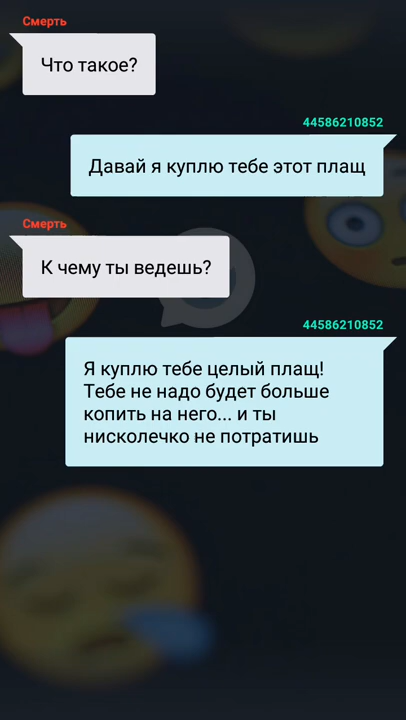 Смерть
Что такое?
44586210852
Давай я куплю тебе этот плащ
Смерть
К чему ты ведешь?
44586210852
Я куплю тебе целый плащ!
Тебе не надо будет больше
копить на него... и ты
нисколечко не потратишь